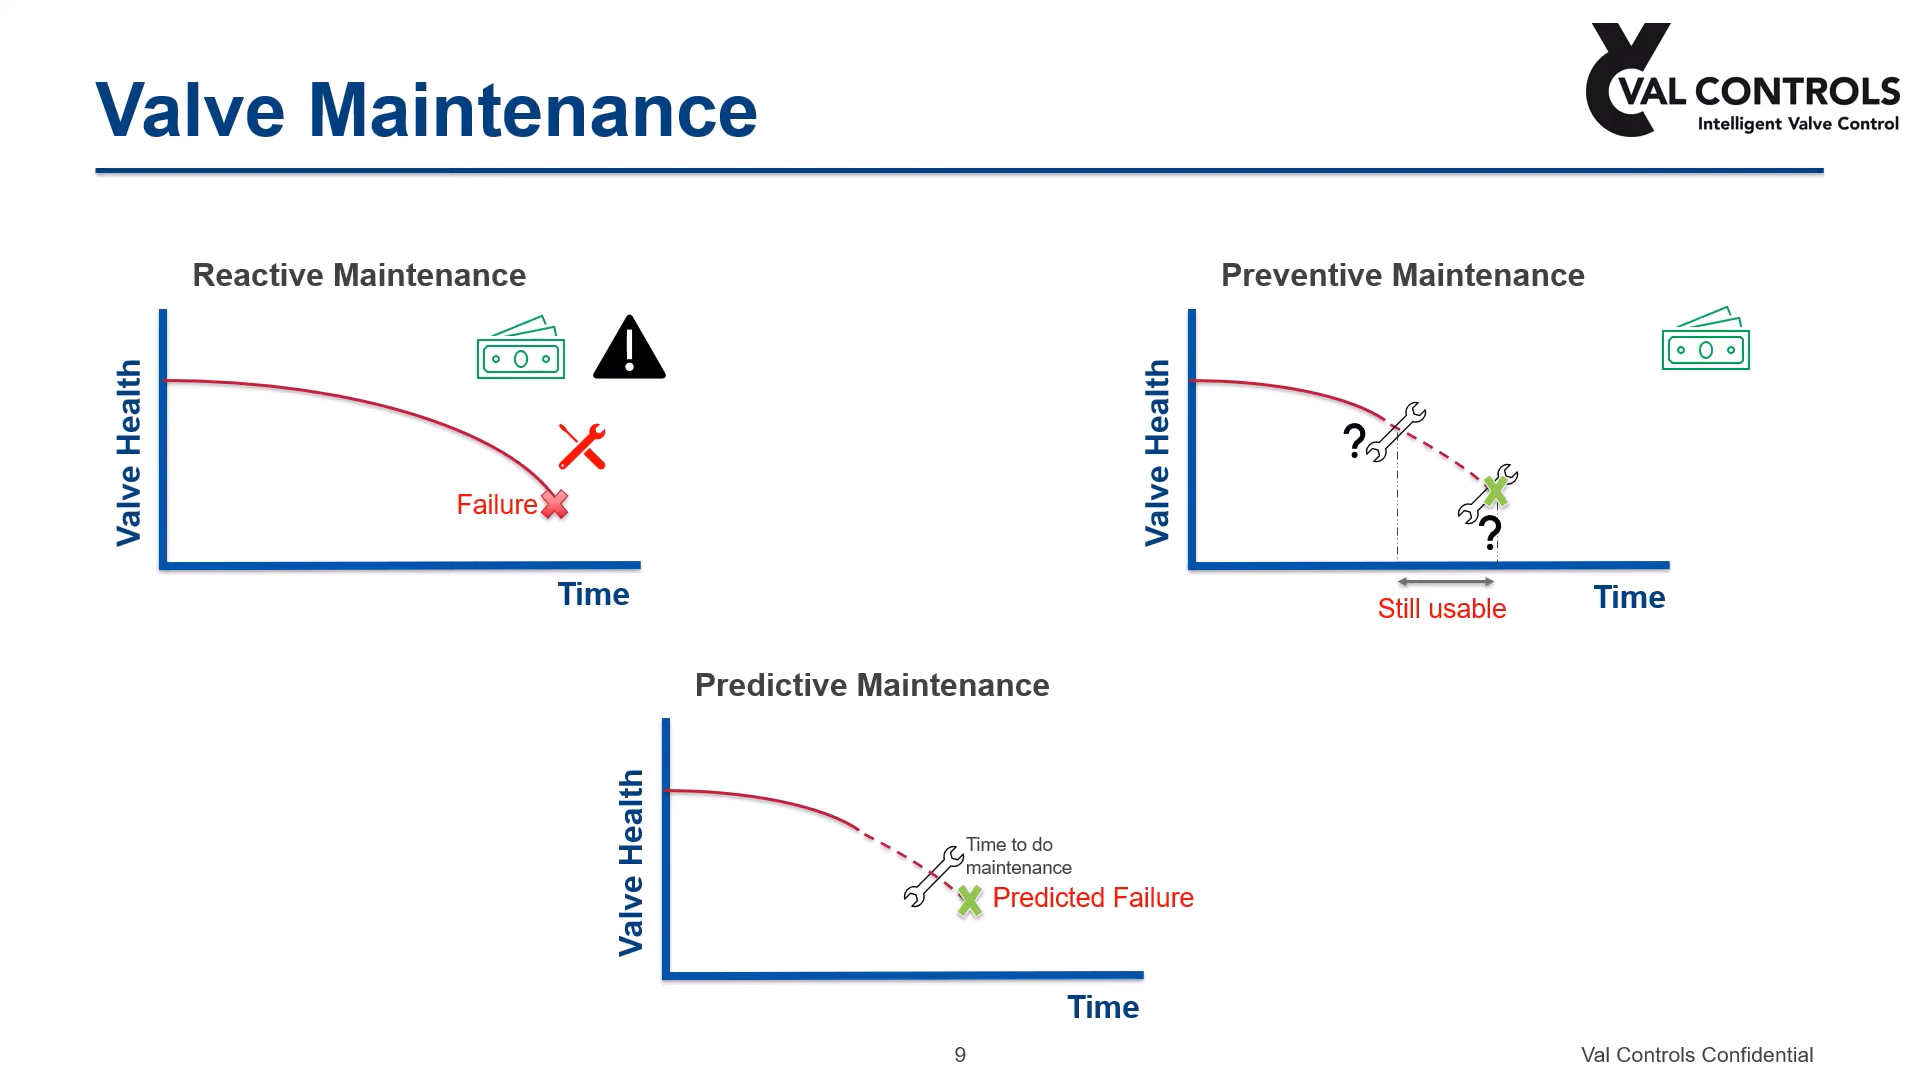 Valve Maintenance
VAL CONTROLS
Intelligent Valve Control
Reactive Maintenance
Valve Health
Failure
Time
Preventive Maintenance
Valve Health
?
?
Still usable
Time
Predictive Maintenance
Valve Health
Time to do
maintenance
Predicted Failure
Time
9
Val Controls Confidential